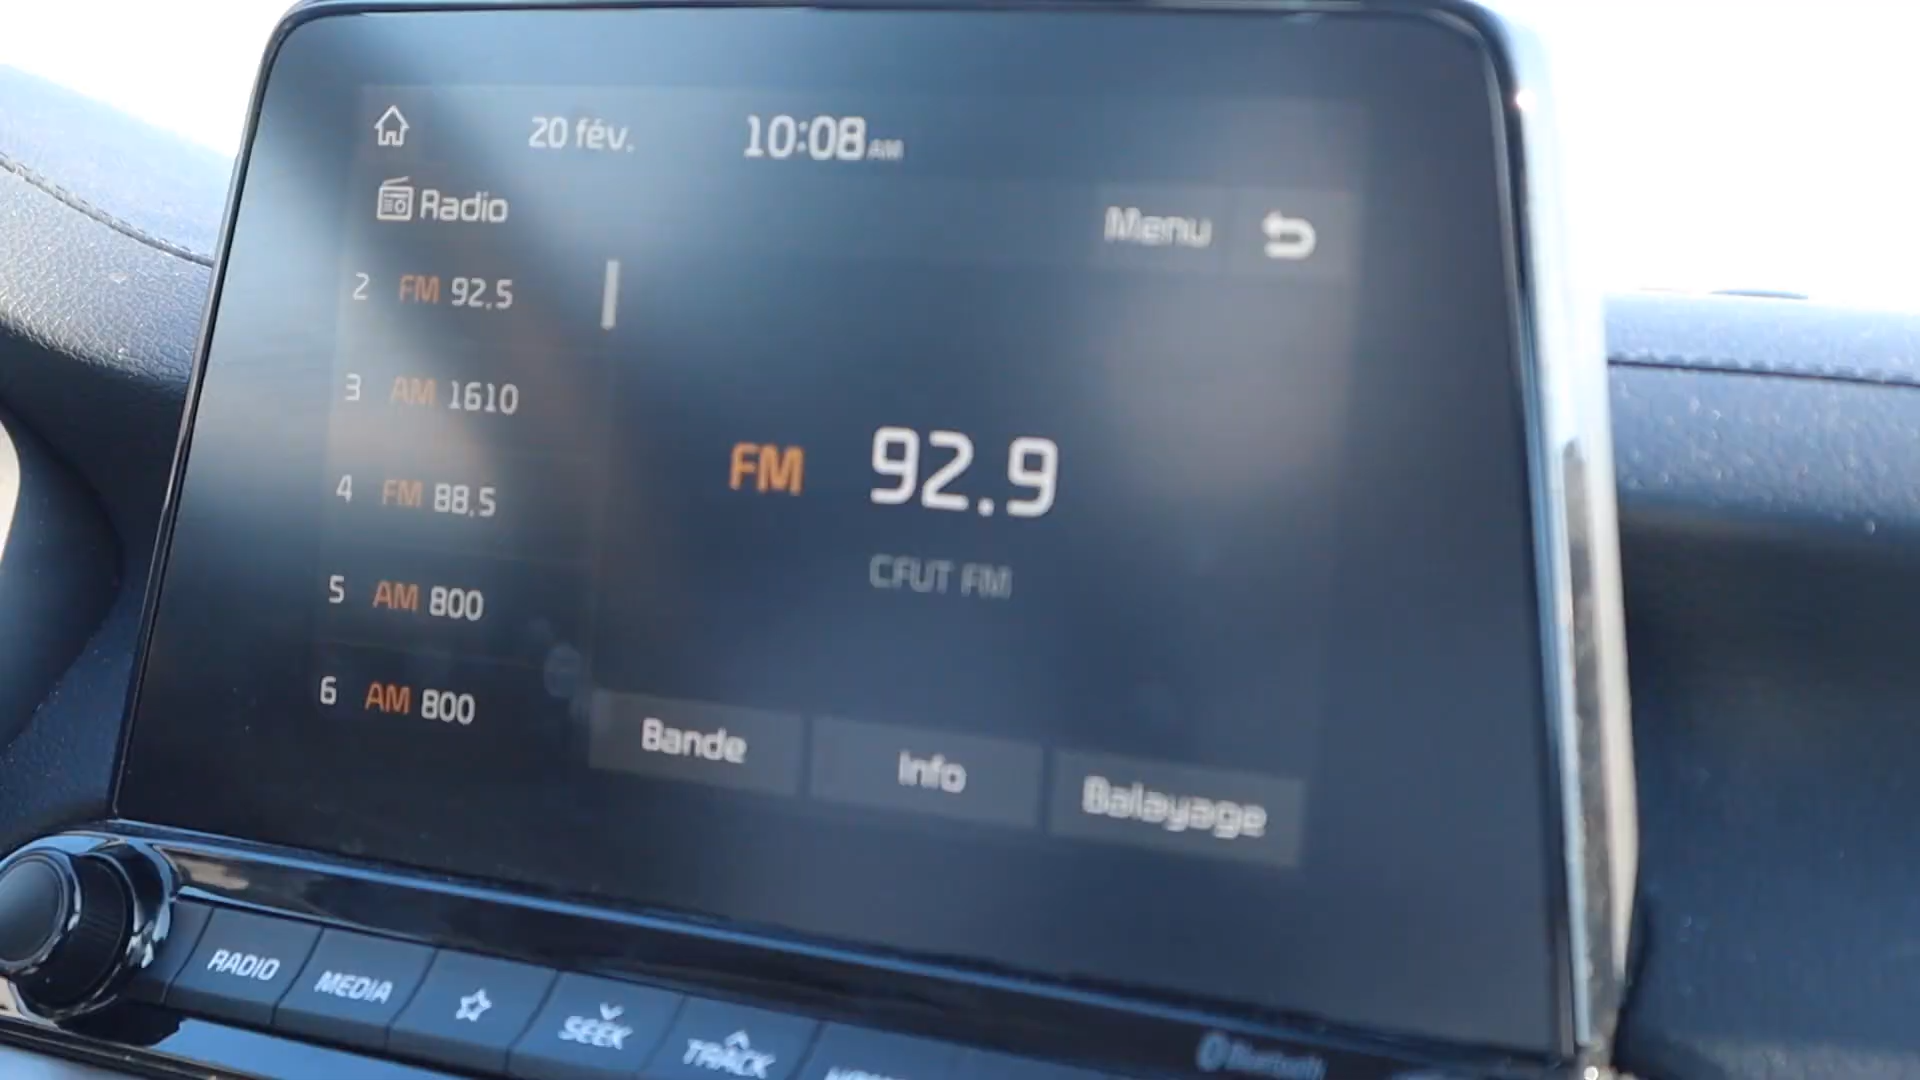 20 fév. 10:08 AM
Radio
Menu
2 FM 92.5
3 AM 1610
4 FM 88.5
5 AM 800
6 AM 800
FM 92.9
CFUT FM
Bande Info Balayage
RADIO MEDIA SEEK TRACK
Bluetooth